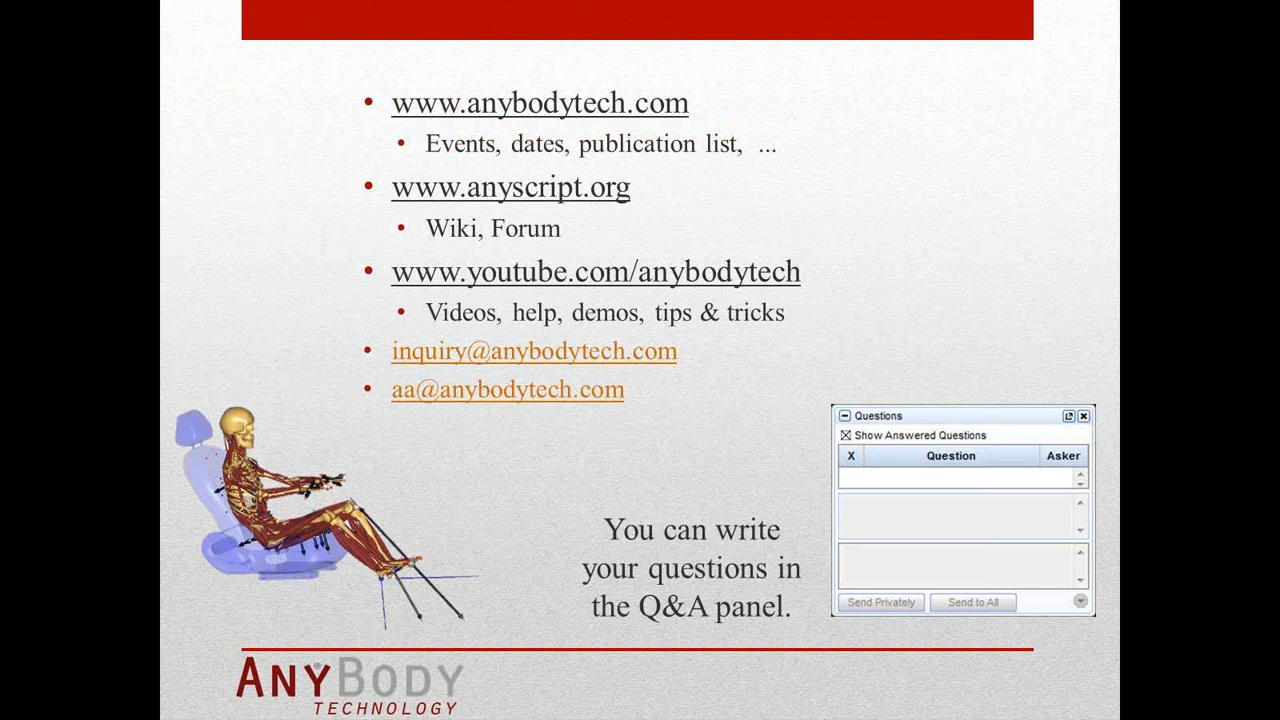 • www.anybodytech.com
• Events, dates, publication list, ...
• www.anyscript.org
• Wiki, Forum
• www.youtube.com/anybodytech
• Videos, help, demos, tips & tricks
• inquiry@anybodytech.com
• aa@anybodytech.com
Questions
Show Answered Questions
X Question Asker
Send Privately Send to All
You can write
your questions in
the Q&A panel.
ANYBODY
TECHNOLOGY